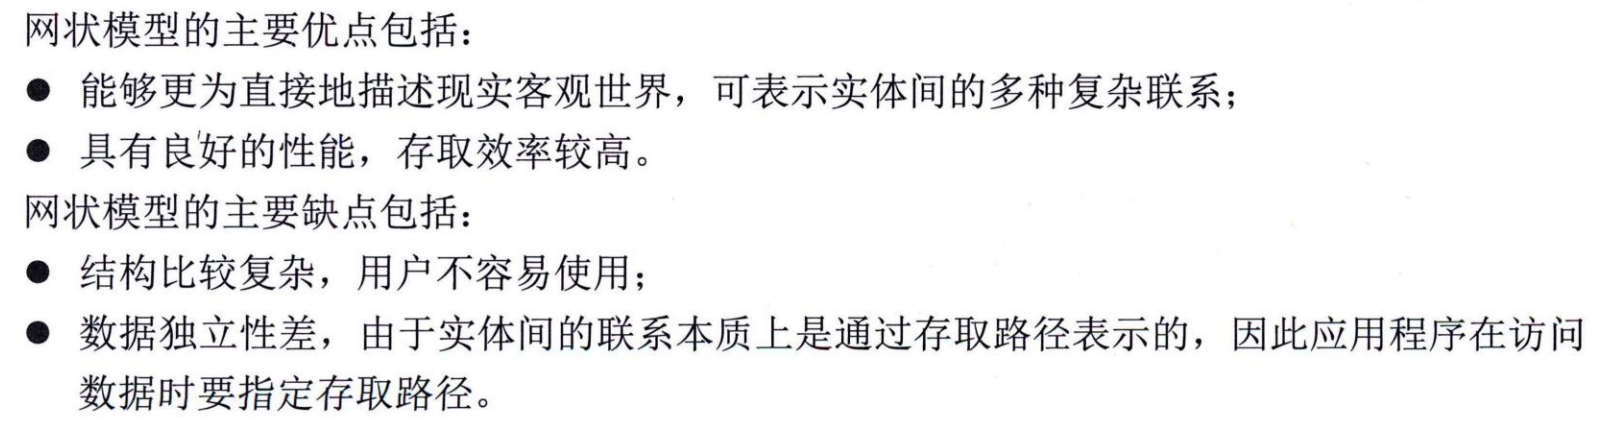 网状模型的主要优点包括：
● 能够更为直接地描述现实客观世界，可表示实体间的多种复杂联系；
● 具有良好的性能，存取效率较高。
网状模型的主要缺点包括：
● 结构比较复杂，用户不容易使用；
● 数据独立性差，由于实体间的联系本质上是通过存取路径表示的，因此应用程序在访问
数据时要指定存取路径。